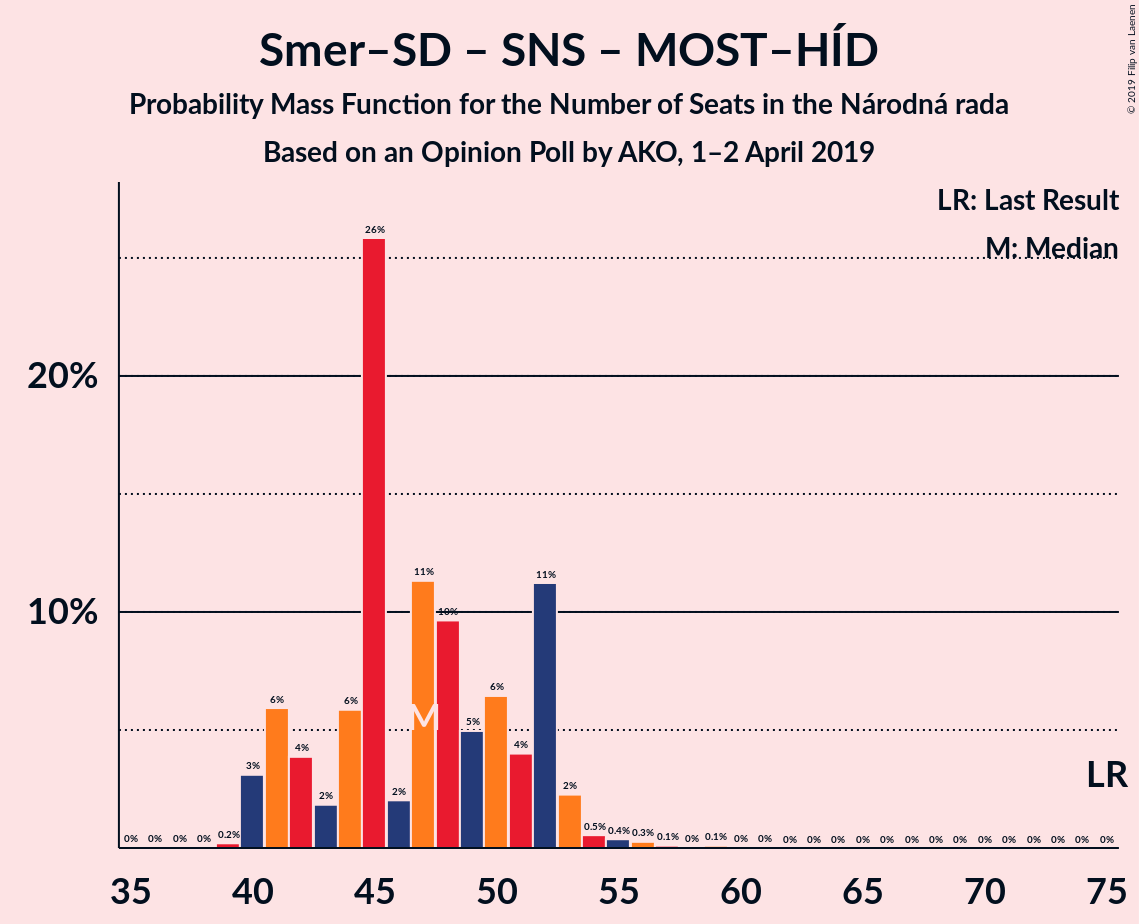 Smer–SD – SNS – MOST–HÍD
Probability Mass Function for the Number of Seats in the Národná rada
Based on an Opinion Poll by AKO, 1–2 April 2019
© 2019 Filip van Laenen
LR: Last Result
M: Median
20%
10%
0% 0% 0% 0% 0.2% 3% 6% 4% 2% 6% 26% 2% 11% 10% 5% 6% 4% 11% 2% 0.5% 0.4% 0.3% 0.1% 0% 0.1% 0% 0% 0% 0% 0% 0% 0% 0% 0% 0% 0% 0% 0% 0% 0% 0%
M
LR
35 40 45 50 55 60 65 70 75